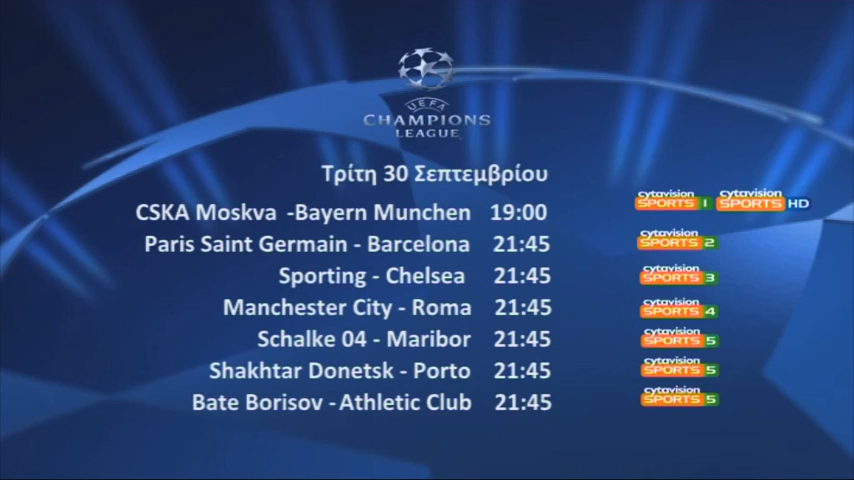 UEFA
CHAMPIONS
LEAGUE
Τρίτη 30 Σεπτεμβρίου
CSKA Moskva -Bayern Munchen 19:00 cytavision SPORTS 1 cytavision SPORTS HD
Paris Saint Germain - Barcelona 21:45 cytavision SPORTS 2
Sporting - Chelsea 21:45 cytavision SPORTS 3
Manchester City - Roma 21:45 cytavision SPORTS 4
Schalke 04 - Maribor 21:45 cytavision SPORTS 5
Shakhtar Donetsk - Porto 21:45 cytavision SPORTS 5
Bate Borisov - Athletic Club 21:45 cytavision SPORTS 5